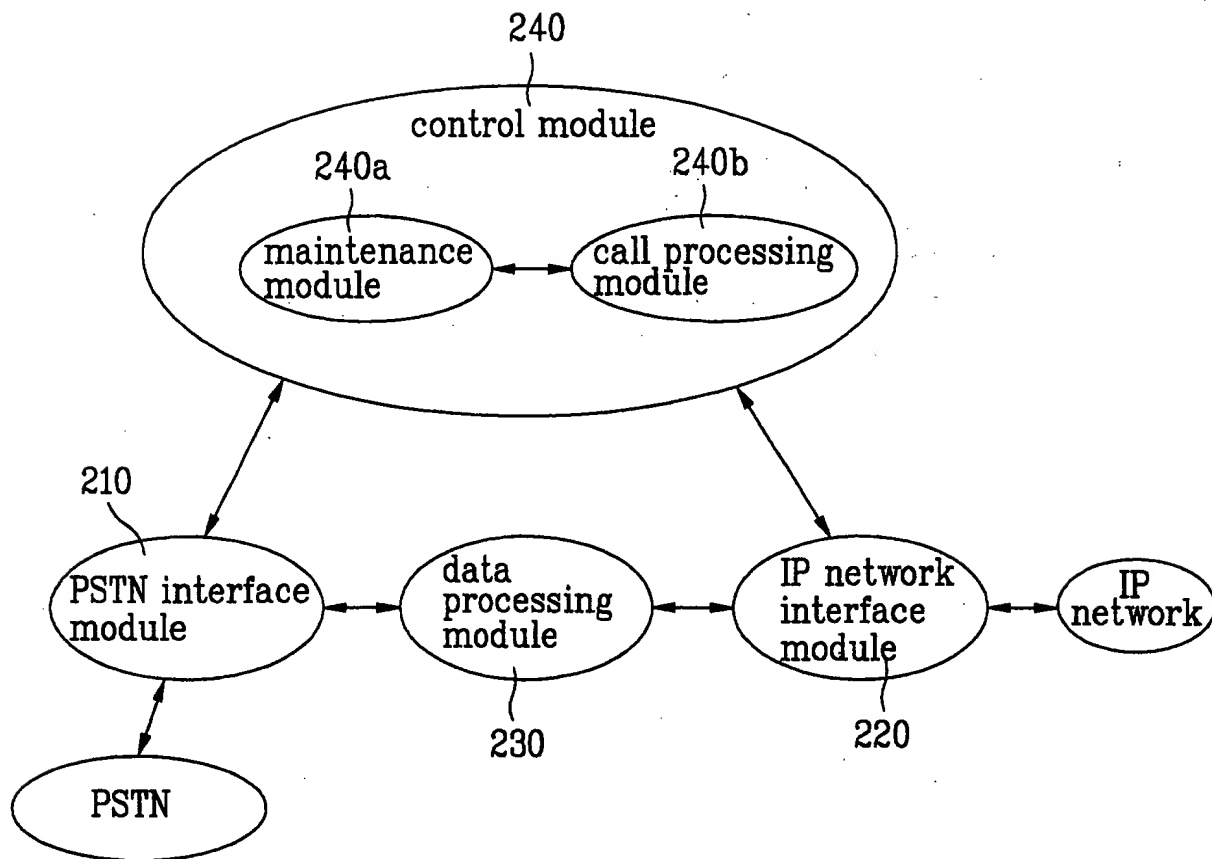 240
control module
240a
240b
maintenance
module
call processing
module
210
PSTN interface
module
data
processing
module
IP network
interface
module
IP
network
230
220
PSTN